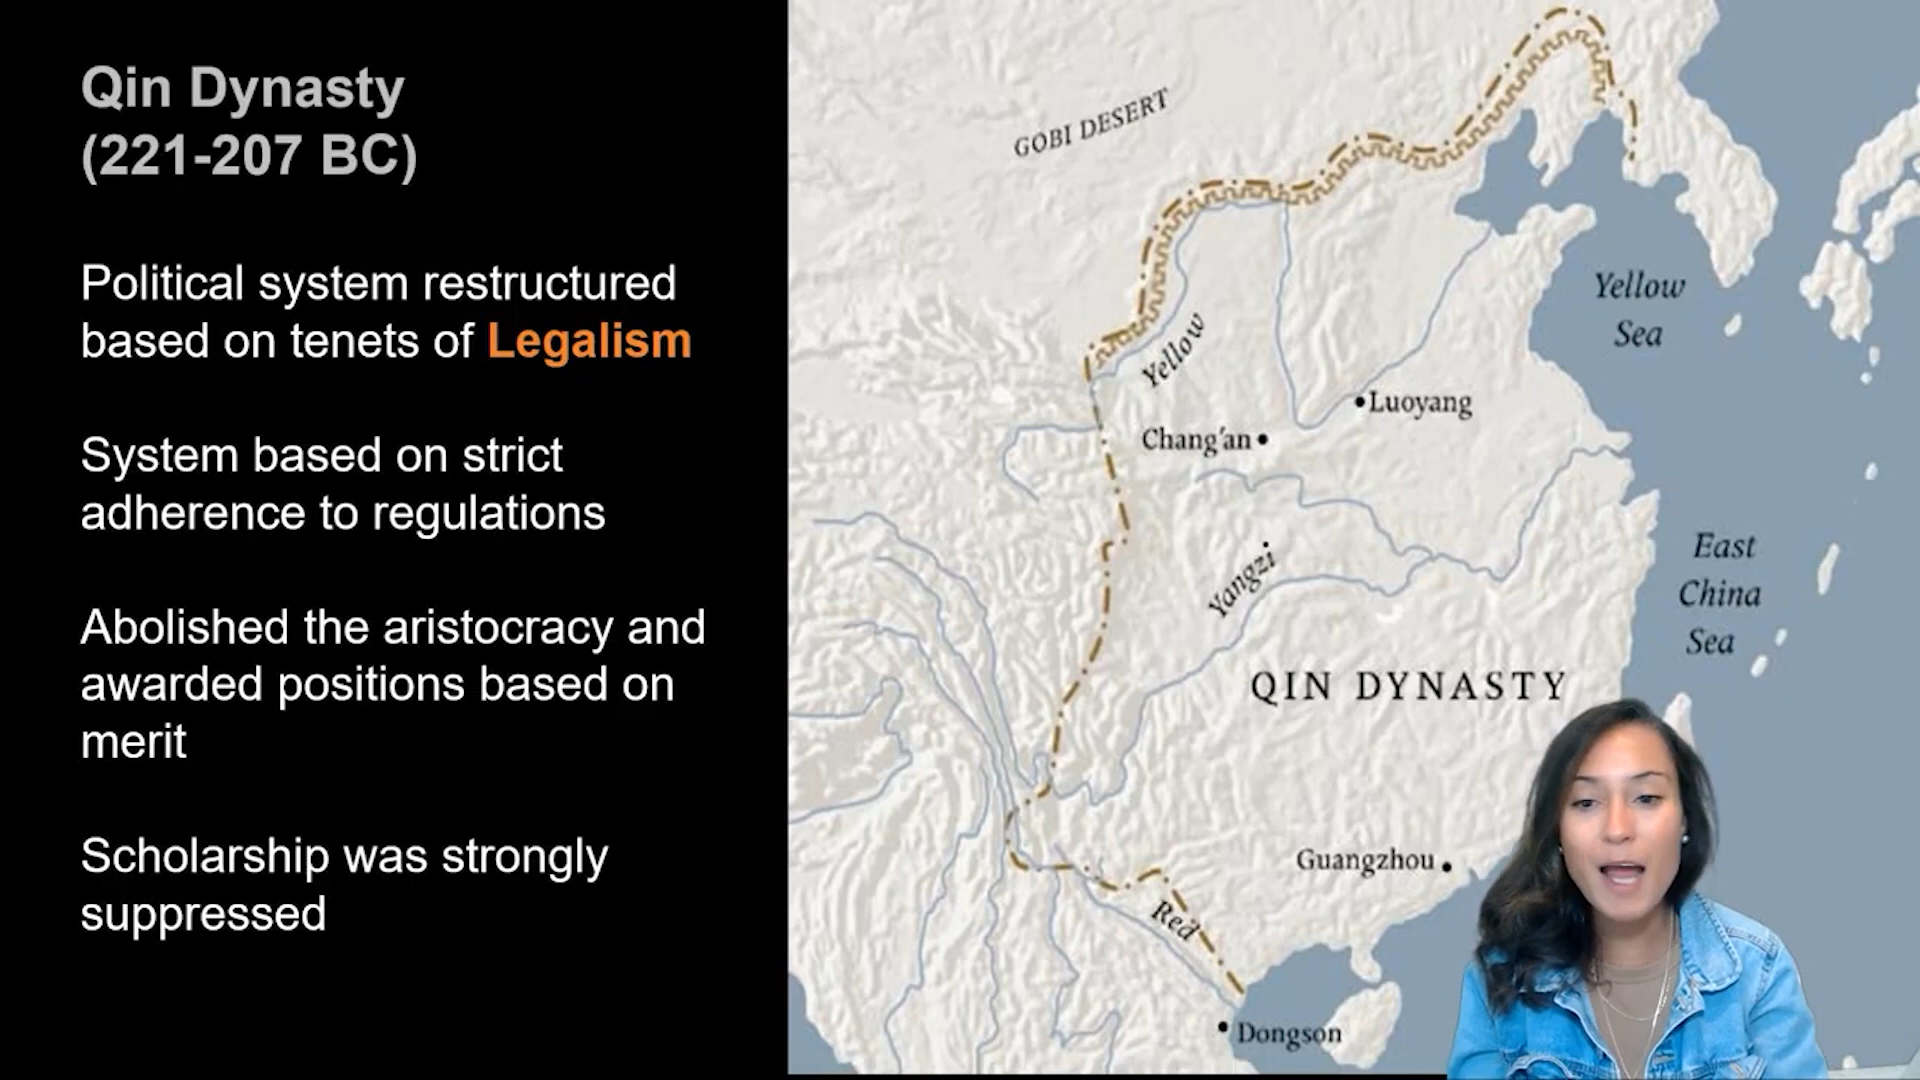 Qin Dynasty
(221-207 BC)
Political system restructured
based on tenets of Legalism
System based on strict
adherence to regulations
Abolished the aristocracy and
awarded positions based on
merit
Scholarship was strongly
suppressed
GOBI DESERT
Yellow
Sea
Yellow
Luoyang
Chang'an
East
China
Sea
Yangzi
QIN DYNASTY
Guangzhou
Red
Dongson